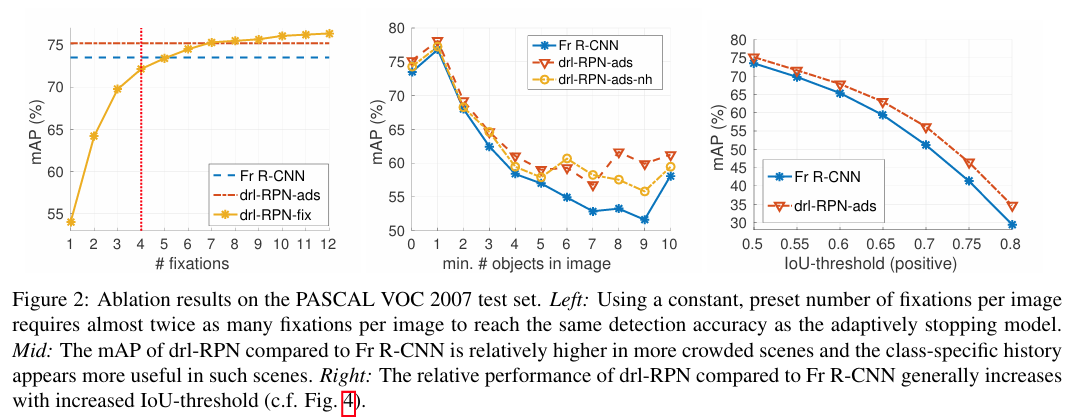 mAP (%)
75
70
65
60
55
1 2 3 4 5 6 7 8 9 10 11 12
# fixations
Fr R-CNN
drl-RPN-ads
drl-RPN-fix
mAP (%)
80
75
70
65
60
55
50
0 1 2 3 4 5 6 7 8 9 10
min. # objects in image
Fr R-CNN
drl-RPN-ads
drl-RPN-ads-nh
mAP (%)
80
75
70
65
60
55
50
45
40
35
30
0.5 0.55 0.6 0.65 0.7 0.75 0.8
IoU-threshold (positive)
Fr R-CNN
drl-RPN-ads
Figure 2: Ablation results on the PASCAL VOC 2007 test set. Left: Using a constant, preset number of fixations per image
requires almost twice as many fixations per image to reach the same detection accuracy as the adaptively stopping model.
Mid: The mAP of drl-RPN compared to Fr R-CNN is relatively higher in more crowded scenes and the class-specific history
appears more useful in such scenes. Right: The relative performance of drl-RPN compared to Fr R-CNN generally increases
with increased IoU-threshold (c.f. Fig. 4).